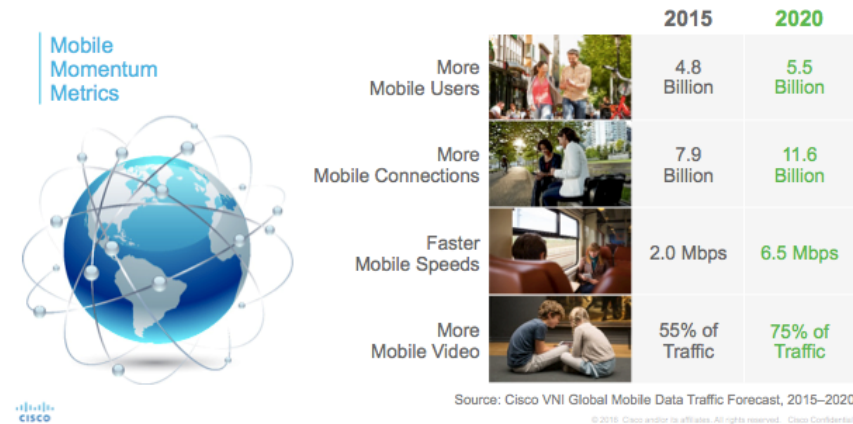 Mobile
Momentum
Metrics
2015
2020
More
Mobile Users
4.8
Billion
5.5
Billion
More
Mobile Connections
7.9
Billion
11.6
Billion
Faster
Mobile Speeds
2.0 Mbps
6.5 Mbps
More
Mobile Video
55% of
Traffic
75% of
Traffic
Source: Cisco VNI Global Mobile Data Traffic Forecast, 2015–2020
CISCO
© 2016 Cisco and/or its affiliates. All rights reserved. Cisco Confidential